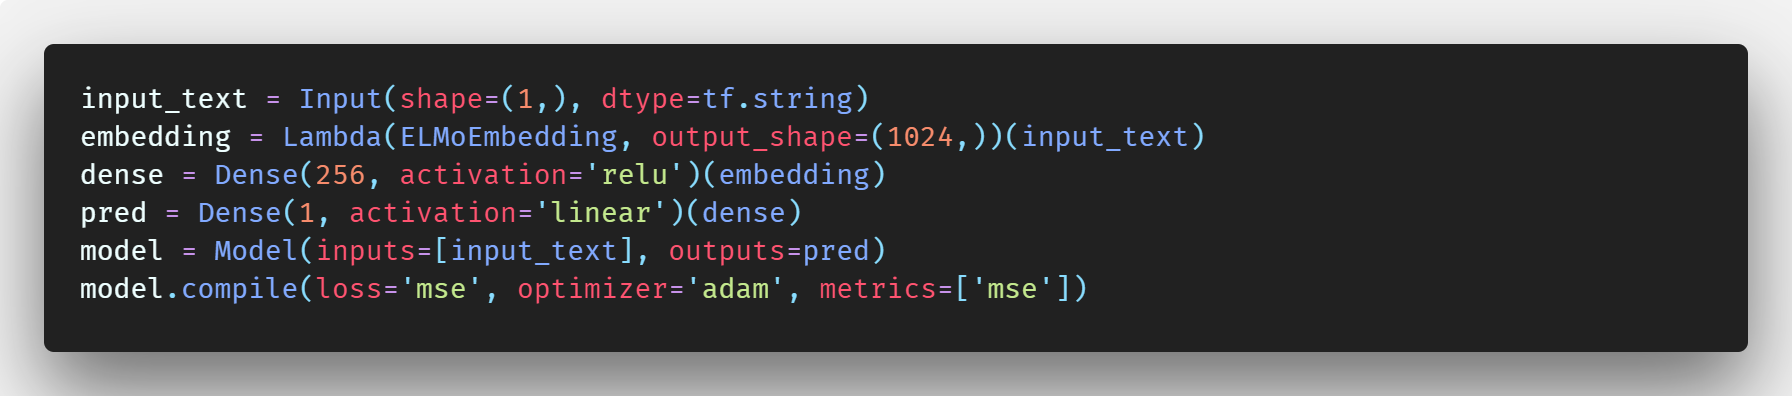 input_text = Input(shape=(1,), dtype=tf.string)
embedding = Lambda(ELMoEmbedding, output_shape=(1024,))(input_text)
dense = Dense(256, activation='relu')(embedding)
pred = Dense(1, activation='linear')(dense)
model = Model(inputs=[input_text], outputs=pred)
model.compile(loss='mse', optimizer='adam', metrics=['mse'])